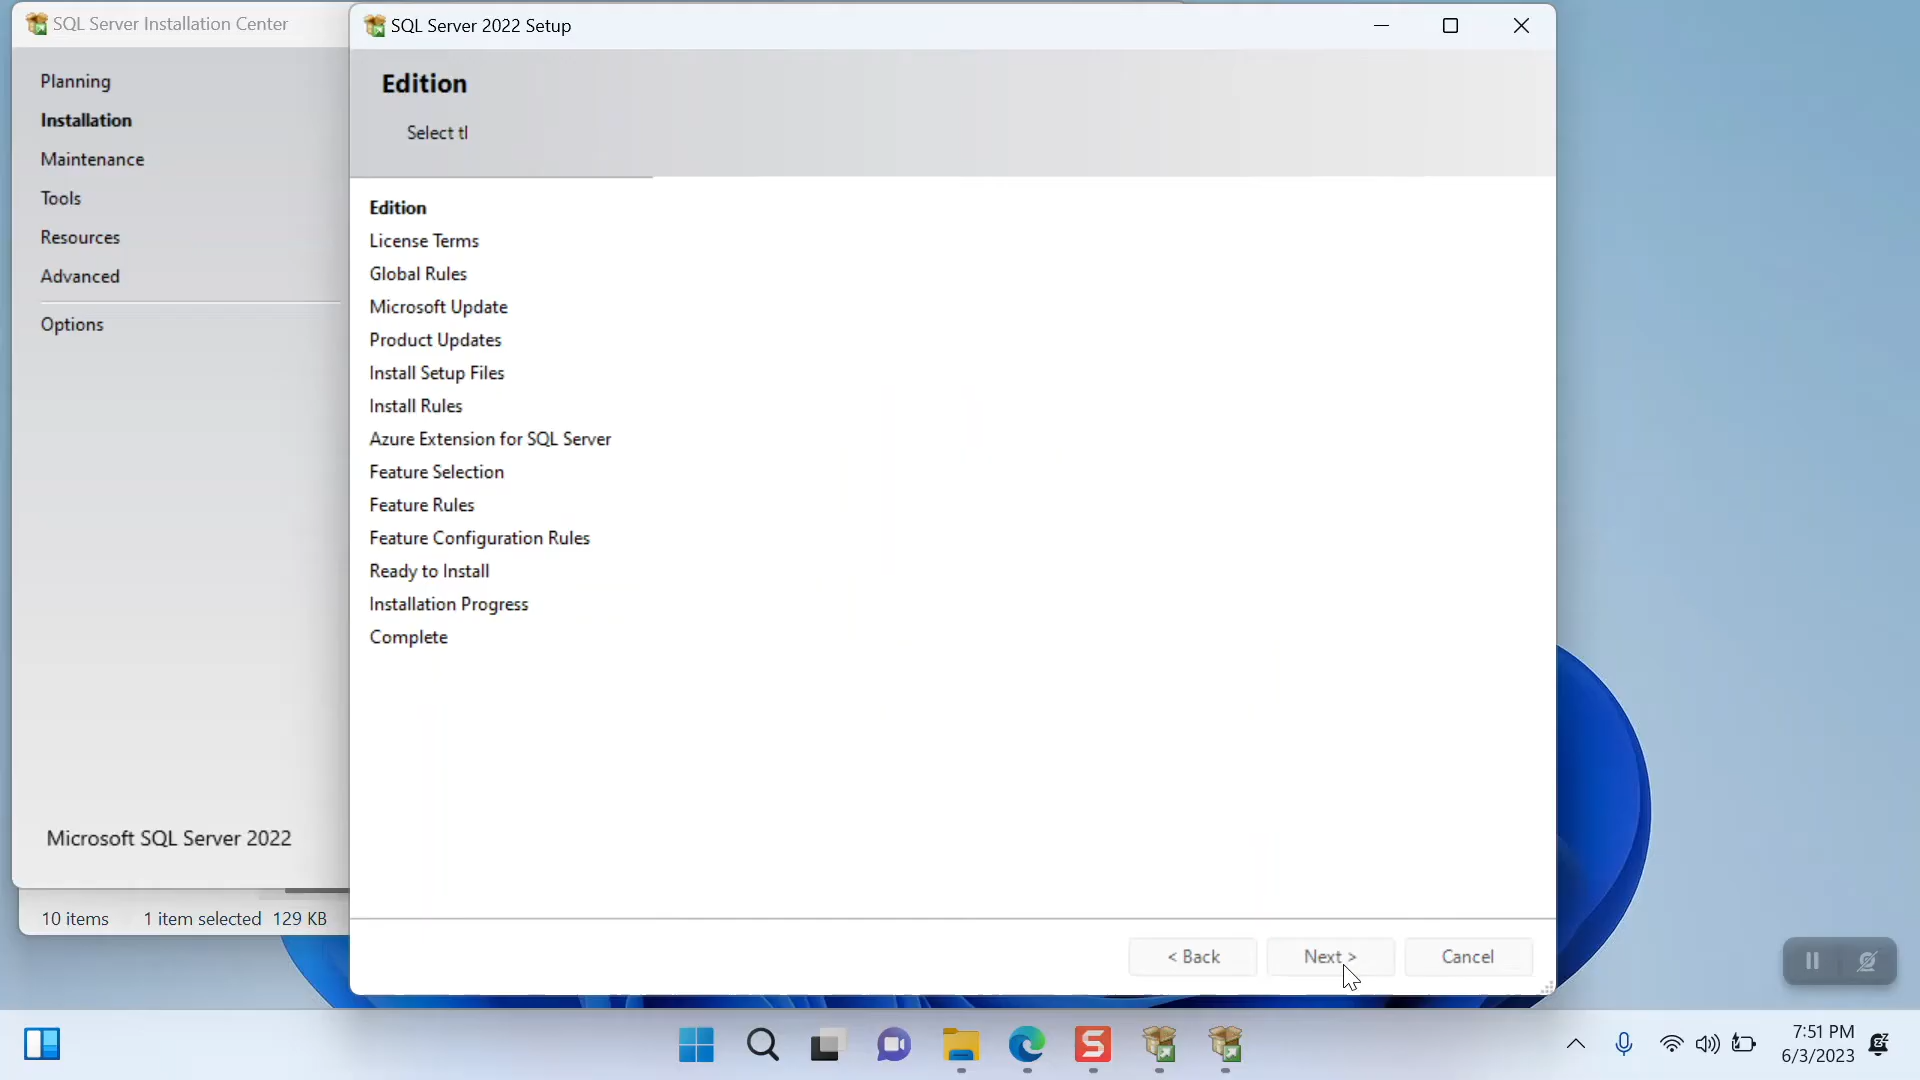 SQL Server Installation Center
Planning
Installation
Maintenance
Tools
Resources
Advanced
Options
Microsoft SQL Server 2022
10 items 1 item selected 129 KB
SQL Server 2022 Setup
Edition
Select tl
Edition
License Terms
Global Rules
Microsoft Update
Product Updates
Install Setup Files
Install Rules
Azure Extension for SQL Server
Feature Selection
Feature Rules
Feature Configuration Rules
Ready to Install
Installation Progress
Complete
< Back Next > Cancel
S
7:51 PM
6/3/2023